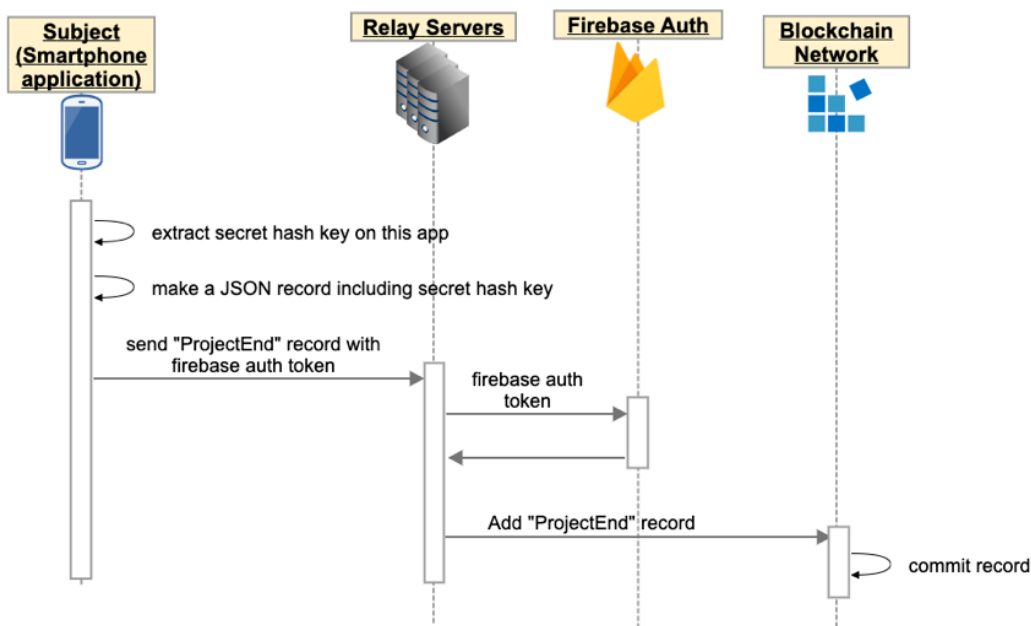 Subject
(Smartphone
application)
Relay Servers
Firebase Auth
Blockchain
Network
extract secret hash key on this app
make a JSON record including secret hash key
send "ProjectEnd" record with
firebase auth token
firebase auth
token
Add "ProjectEnd" record
commit record